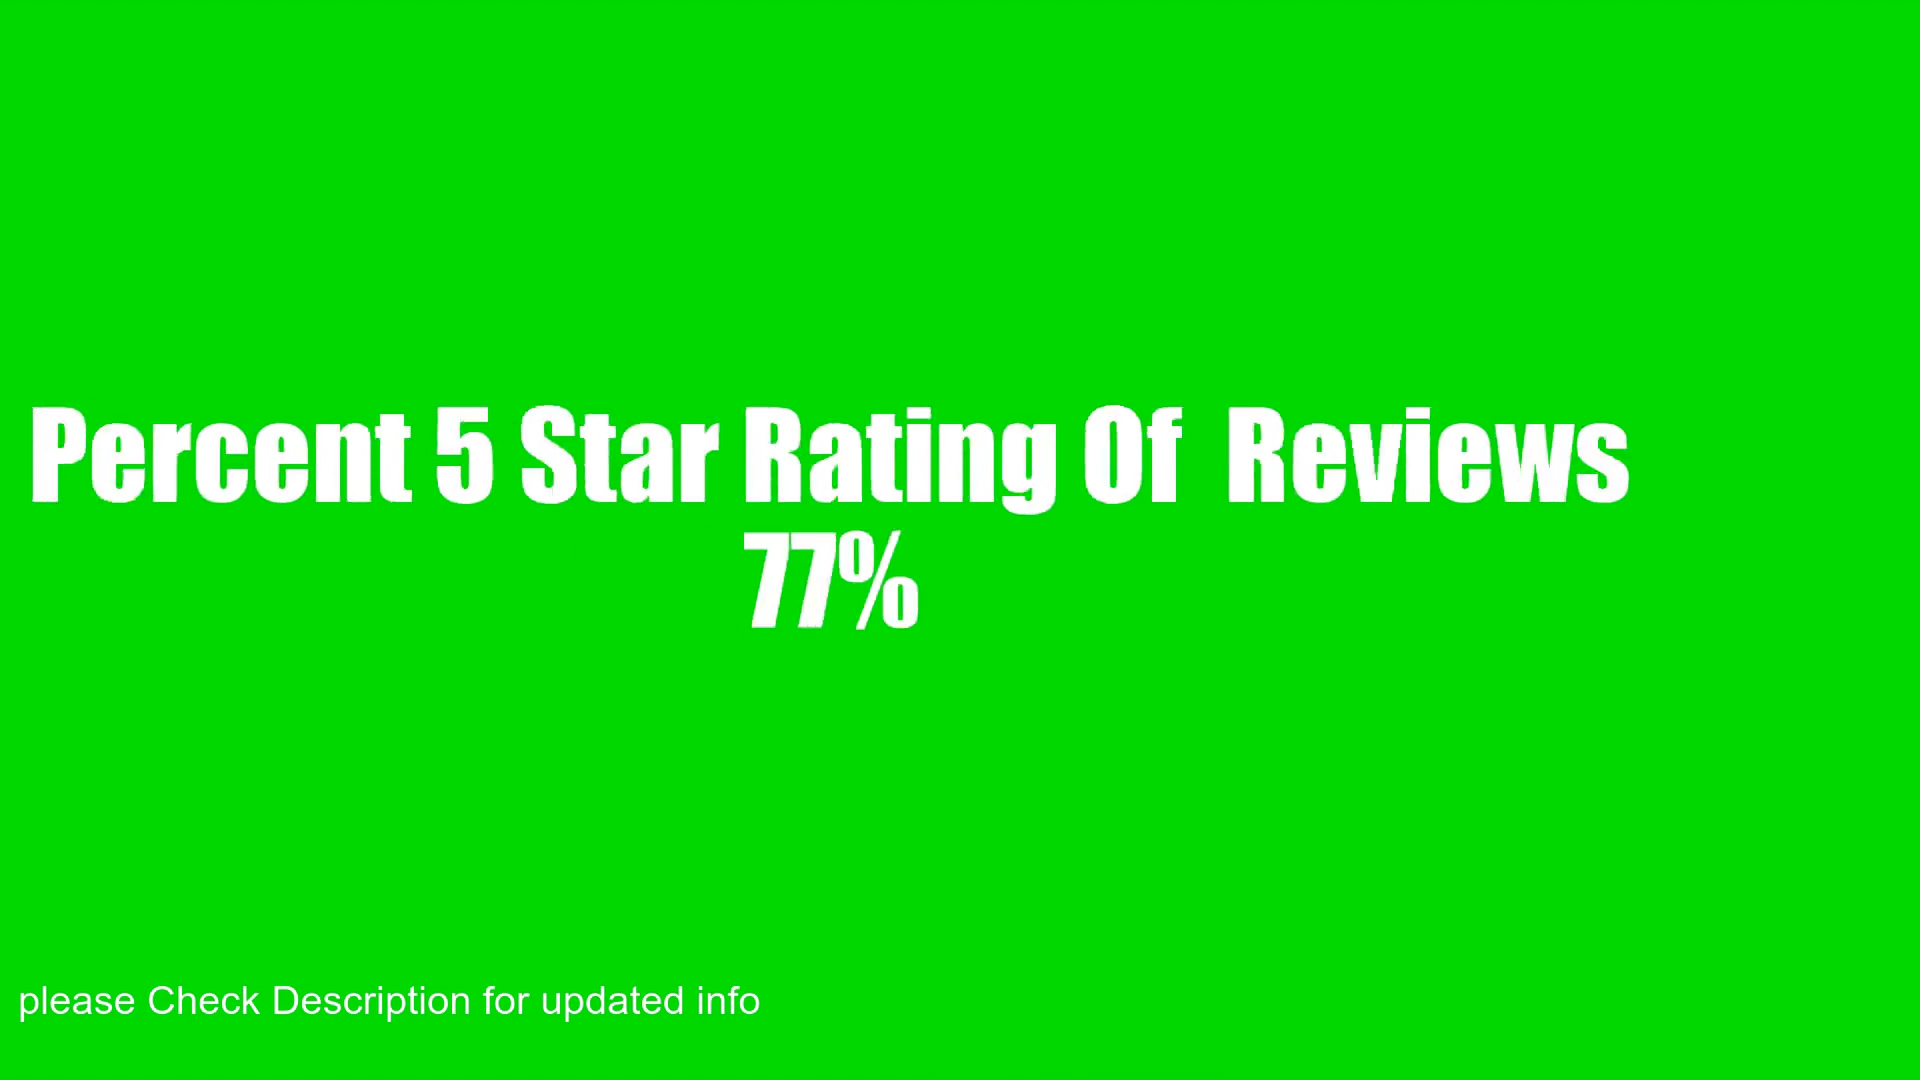 Percent 5 Star Rating Of  Reviews
77%
please Check Description for updated info